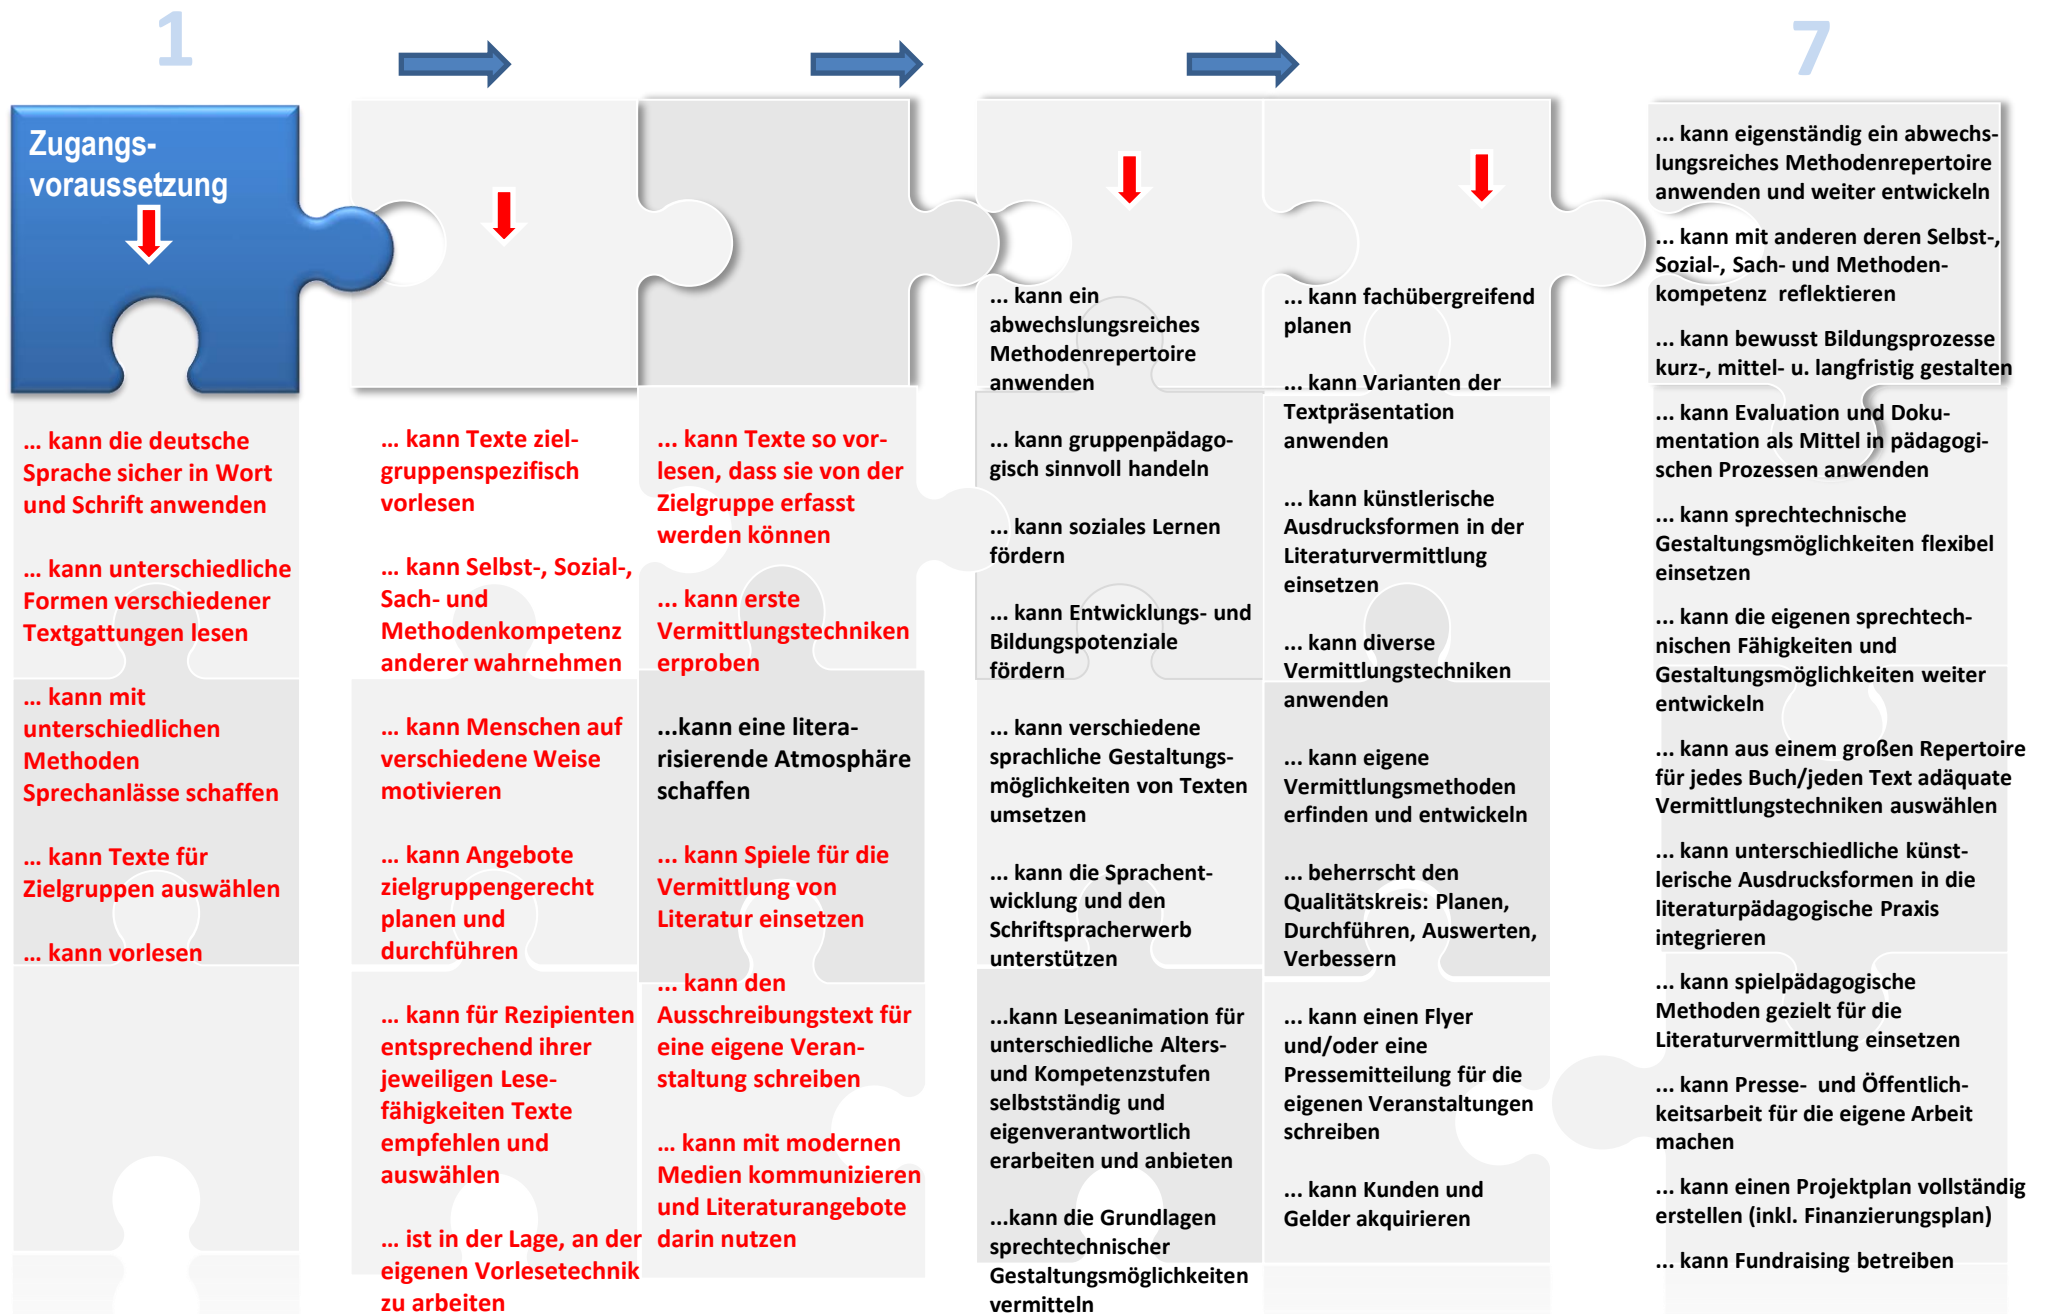 1
7
Zugangs-
voraussetzung
... kann die deutsche
Sprache sicher in Wort
und Schrift anwenden
... kann unterschiedliche
Formen verschiedener
Textgattungen lesen
... kann mit
unterschiedlichen
Methoden
Sprechanlässe schaffen
... kann Texte für
Zielgruppen auswählen
... kann vorlesen
... kann Texte ziel-
gruppenspezifisch
vorlesen
... kann Selbst-, Sozial-,
Sach- und
Methodenkompetenz
anderer wahrnehmen
... kann Menschen auf
verschiedene Weise
motivieren
... kann Angebote
zielgruppengerecht
planen und
durchführen
... kann für Rezipienten
entsprechend ihrer
jeweiligen Lese-
fähigkeiten Texte
empfehlen und
auswählen
... ist in der Lage, an der
eigenen Vorlesetechnik
zu arbeiten
... kann Texte so vor-
lesen, dass sie von der
Zielgruppe erfasst
werden können
... kann erste
Vermittlungstechniken
erproben
...kann eine litera-
risierende Atmosphäre
schaffen
... kann Spiele für die
Vermittlung von
Literatur einsetzen
... kann den
Ausschreibungstext für
eine eigene Veran-
staltung schreiben
... kann mit modernen
Medien kommunizieren
und Literaturangebote
darin nutzen
... kann ein
abwechslungsreiches
Methodenrepertoire
anwenden
... kann gruppenpädago-
gisch sinnvoll handeln
... kann soziales Lernen
fördern
... kann Entwicklungs- und
Bildungspotenziale
fördern
... kann verschiedene
sprachliche Gestaltungs-
möglichkeiten von Texten
umsetzen
... kann die Sprachent-
wicklung und den
Schriftspracherwerb
unterstützen
...kann Leseanimation für
unterschiedliche Alters-
und Kompetenzstufen
selbstständig und
eigenverantwortlich
erarbeiten und anbieten
...kann die Grundlagen
sprechtechnischer
Gestaltungsmöglichkeiten
vermitteln
... kann fachübergreifend
planen
... kann Varianten der
Textpräsentation
anwenden
... kann künstlerische
Ausdrucksformen in der
Literaturvermittlung
einsetzen
... kann diverse
Vermittlungstechniken
anwenden
... kann eigene
Vermittlungsmethoden
erfinden und entwickeln
... beherrscht den
Qualitätskreis: Planen,
Durchführen, Auswerten,
Verbessern
... kann einen Flyer
und/oder eine
Pressemitteilung für die
eigenen Veranstaltungen
schreiben
... kann Kunden und
Gelder akquirieren
... kann eigenständig ein abwechs-
lungsreiches Methodenrepertoire
anwenden und weiter entwickeln
... kann mit anderen deren Selbst-,
Sozial-, Sach- und Methoden-
kompetenz reflektieren
... kann bewusst Bildungsprozesse
kurz-, mittel- u. langfristig gestalten
... kann Evaluation und Doku-
mentation als Mittel in pädagogi-
schen Prozessen anwenden
... kann sprechtechnische
Gestaltungsmöglichkeiten flexibel
einsetzen
... kann die eigenen sprechtech-
nischen Fähigkeiten und
Gestaltungsmöglichkeiten weiter
entwickeln
... kann aus einem großen Repertoire
für jedes Buch/jeden Text adäquate
Vermittlungstechniken auswählen
... kann unterschiedliche künst-
lerische Ausdrucksformen in die
literaturpädagogische Praxis
integrieren
... kann spielpädagogische
Methoden gezielt für die
Literaturvermittlung einsetzen
... kann Presse- und Öffentlich-
keitsarbeit für die eigene Arbeit
machen
... kann einen Projektplan vollständig
erstellen (inkl. Finanzierungsplan)
... kann Fundraising betreiben